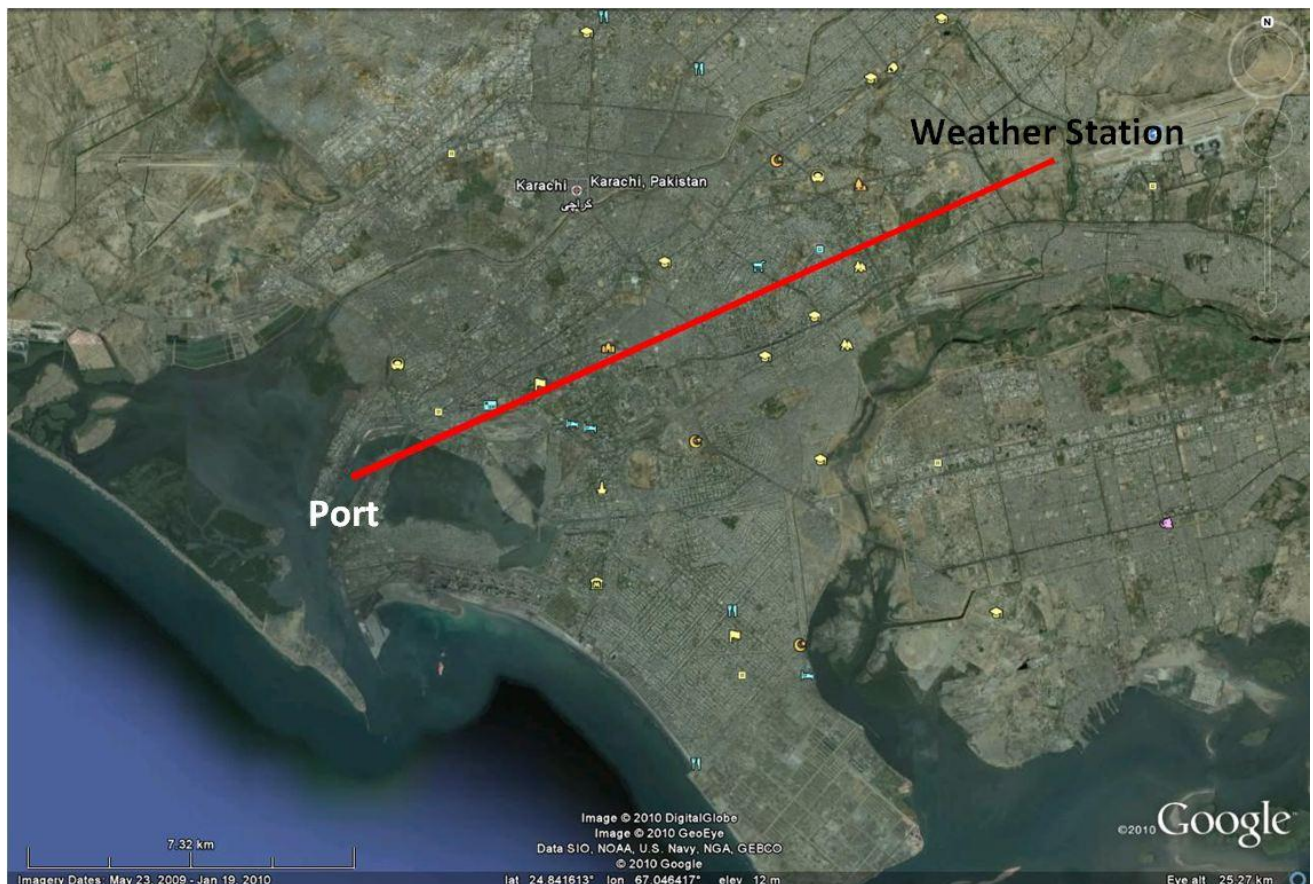 N
Weather Station
Karachi
Karachi, Pakistan
کراچی
Port
Image © 2010 DigitalGlobe
Image © 2010 GeoEye
Data SIO, NOAA, U.S. Navy, NGA, GEBCO
© 2010 Google
©2010 Google
7.32 km
Imagery Dates: May 23, 2009 - Jan 19, 2010
lat 24.841613° lon 67.046417° elev 12 m
Eye alt 25.27 km